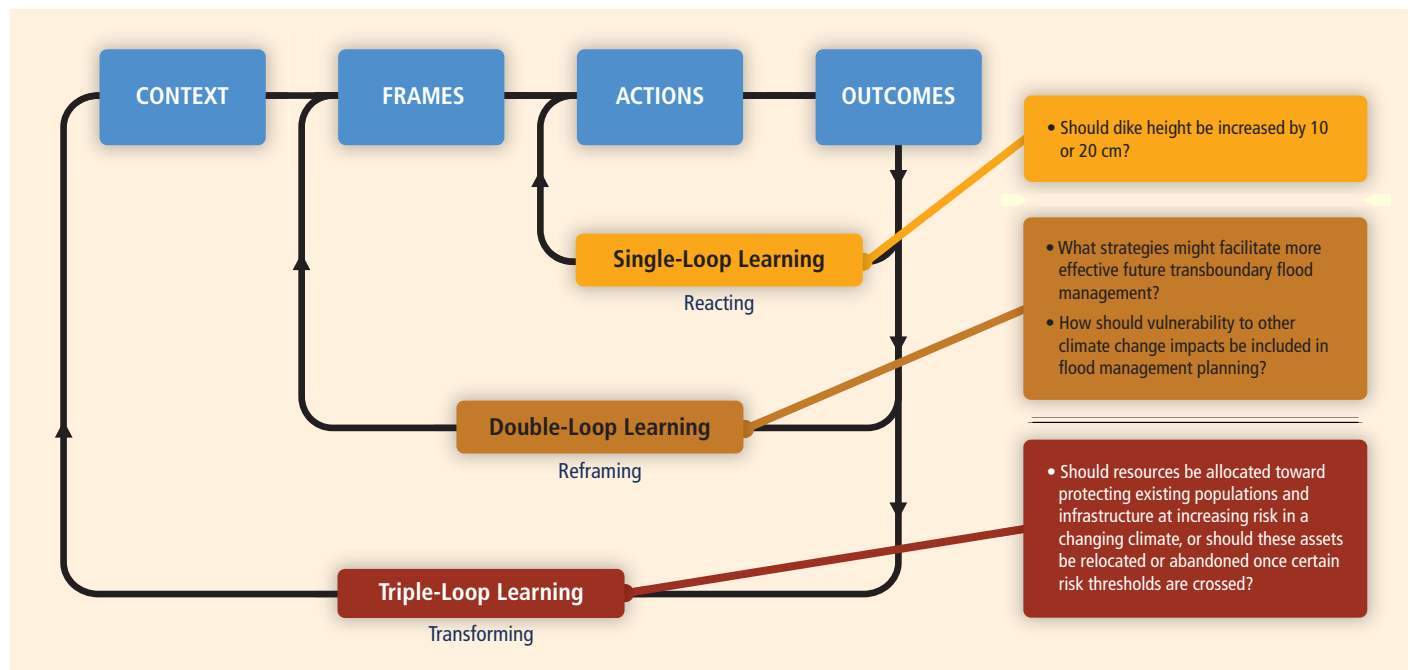 CONTEXT
FRAMES
ACTIONS
OUTCOMES
• Should dike height be increased by 10
or 20 cm?
Single-Loop Learning
Reacting
• What strategies might facilitate more
effective future transboundary flood
management?
• How should vulnerability to other
climate change impacts be included in
flood management planning?
Double-Loop Learning
Reframing
• Should resources be allocated toward
protecting existing populations and
infrastructure at increasing risk in a
changing climate, or should these assets
be relocated or abandoned once certain
risk thresholds are crossed?
Triple-Loop Learning
Transforming